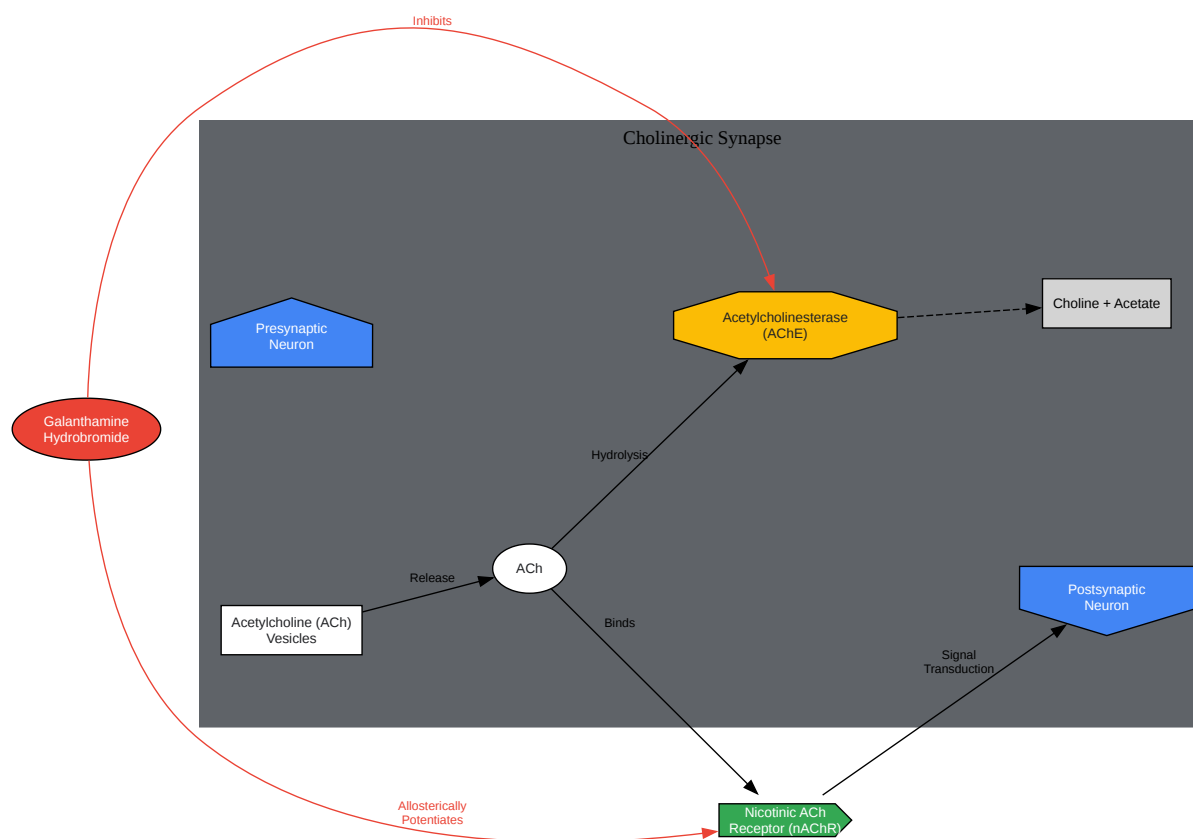 Inhibits
Cholinergic Synapse
Presynaptic
Neuron
Acetylcholinesterase
(AChE)
Choline + Acetate
Galanthamine
Hydrobromide
Hydrolysis
Release
ACh
Acetylcholine (ACh)
Vesicles
Binds
Postsynaptic
Neuron
Signal
Transduction
Allosterically
Potentiates
Nicotinic ACh
Receptor (nAChR)